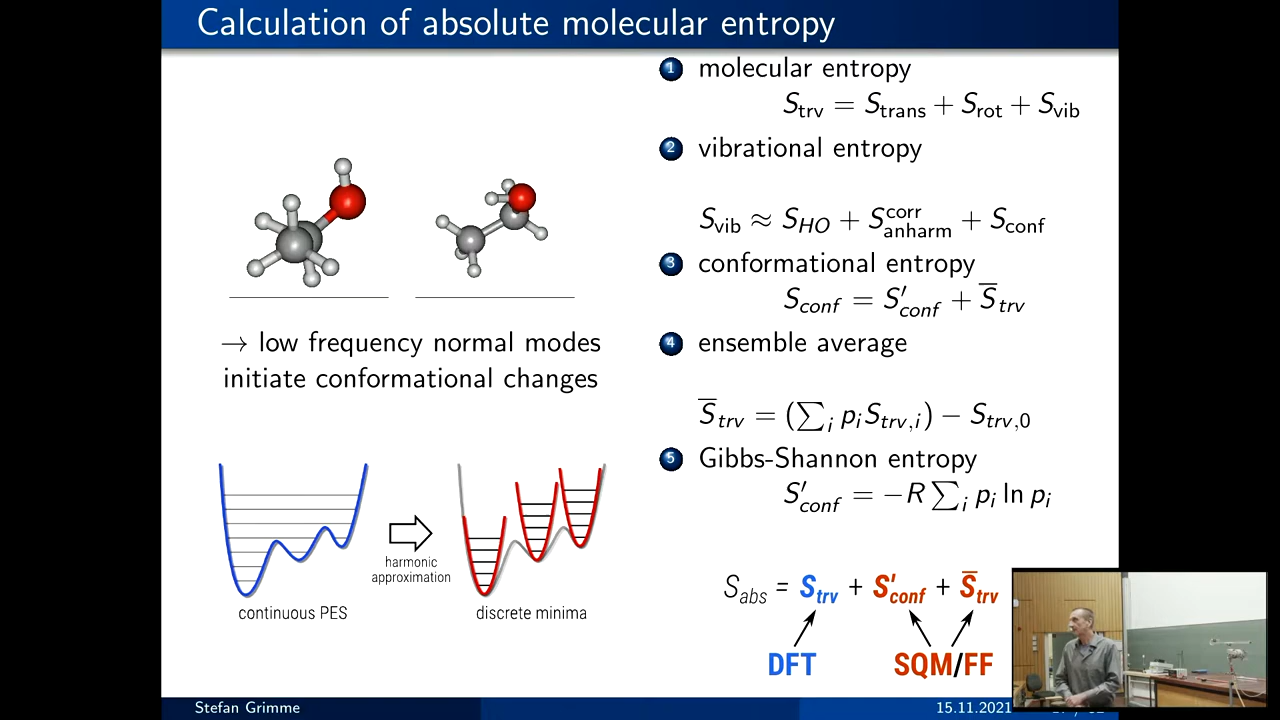 Calculation of absolute molecular entropy
→ low frequency normal modes
initiate conformational changes
harmonic
approximation
continuous PES
discrete minima
1 molecular entropy
S_trv = S_trans + S_rot + S_vib
2 vibrational entropy
S_vib ≈ S_HO + S_anharm^corr + S_conf
3 conformational entropy
S_conf = S′_conf + S̅_trv
4 ensemble average
S̅_trv = (∑_i p_i S_trv,i) − S_trv,0
5 Gibbs-Shannon entropy
S′_conf = −R ∑_i p_i ln p_i
S_abs = S_trv + S′_conf + S̅_trv
DFT
SQM/FF
Stefan Grimme
15.11.2021